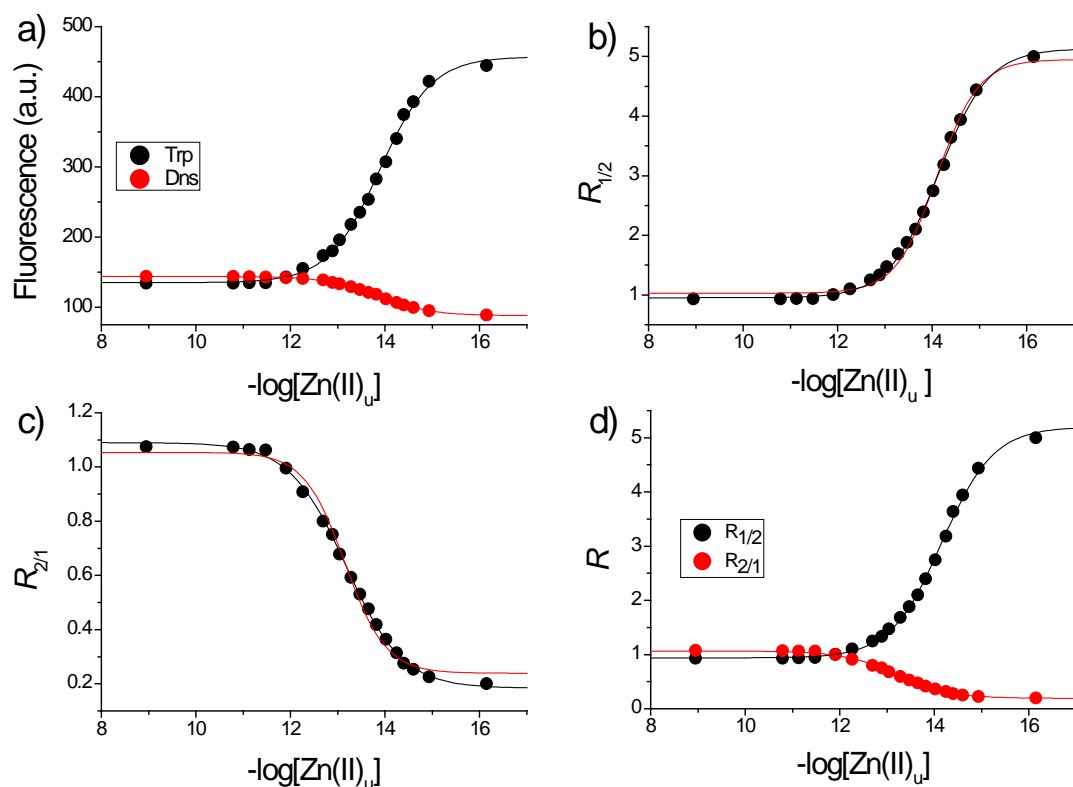 a)
500
400
300
200
100
Fluorescence (a.u.)
Trp
Dns
8 10 12 14 16
-log[Zn(II)u]
b)
5
4
3
2
1
R1/2
8 10 12 14 16
-log[Zn(II)u ]
c)
1.2
1.0
0.8
0.6
0.4
0.2
R2/1
8 10 12 14 16
-log[Zn(II)u]
d)
5
4
3
2
1
0
R
R1/2
R2/1
8 10 12 14 16
-log[Zn(II)u]